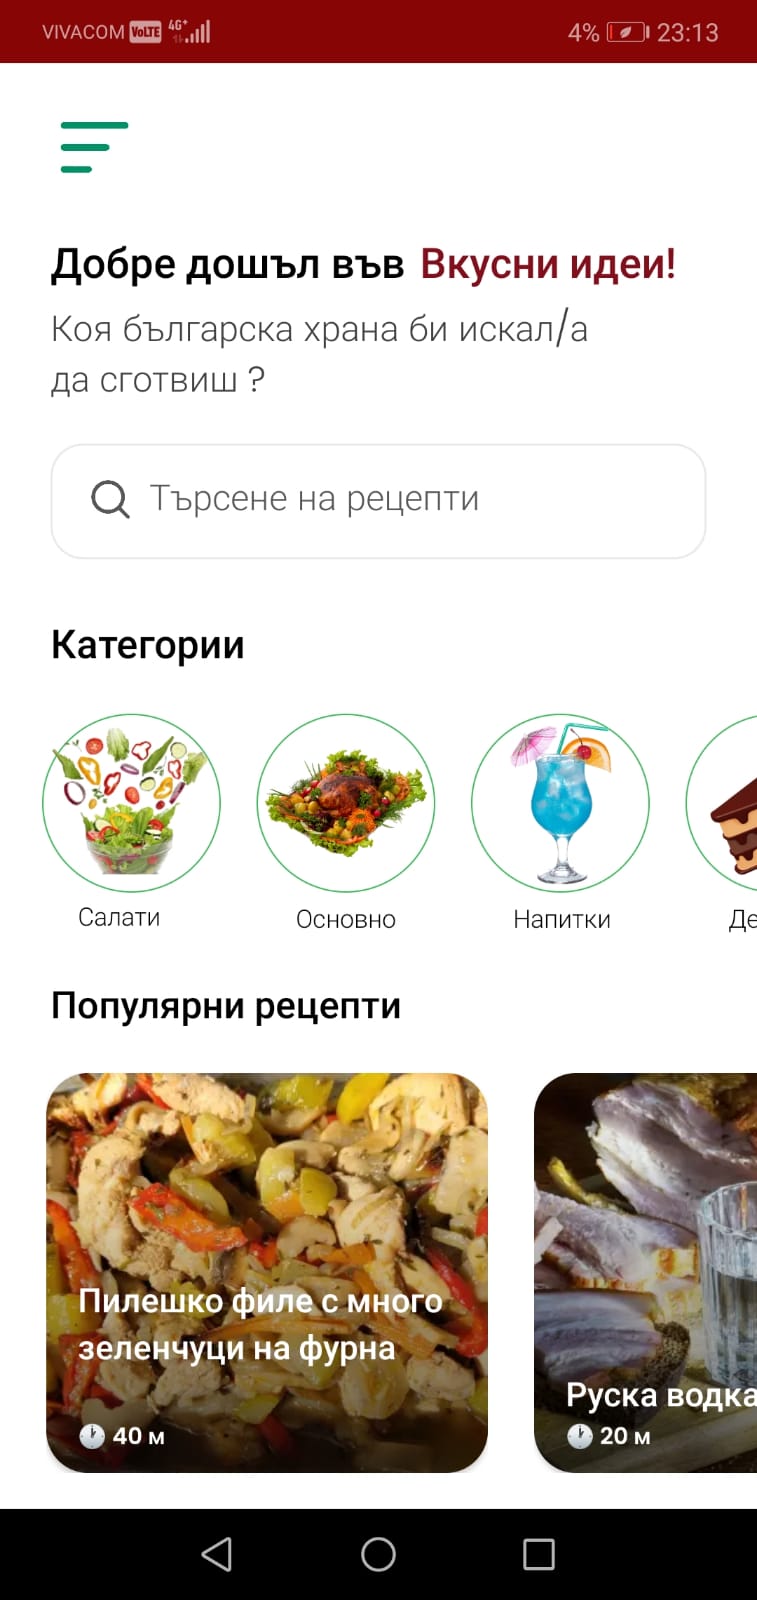 VIVACOM VoLTE 4G+ 4% 23:13
Добре дошъл във Вкусни идеи!
Коя българска храна би искал/а
да сготвиш ?
Търсене на рецепти
Категории
Салати
Основно
Напитки
Де
Популярни рецепти
Пилешко филе с много
зеленчуци на фурна
40 м
Руска водка
20 м